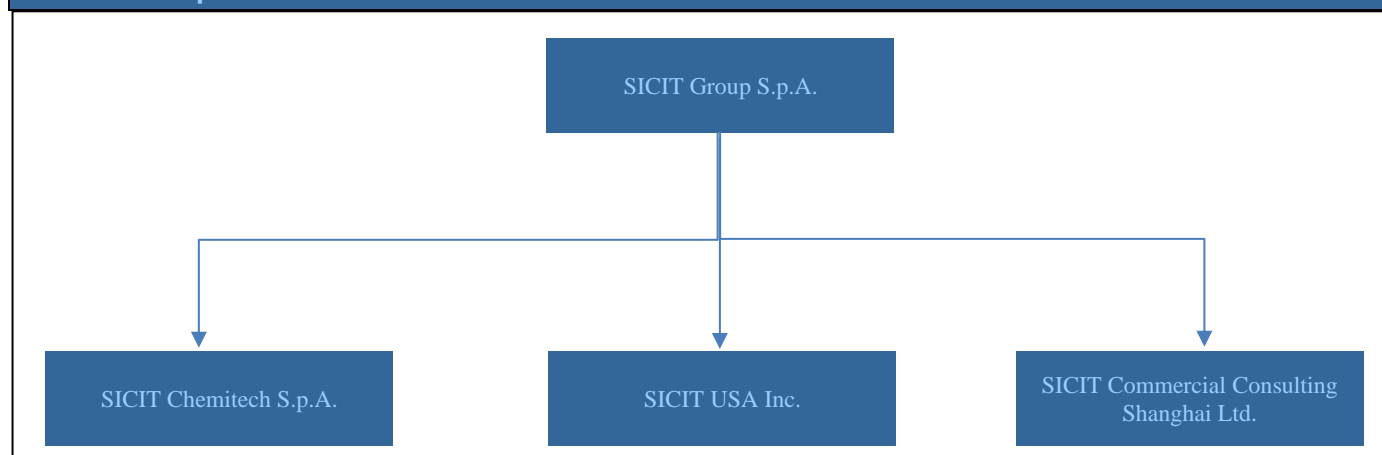 SICIT Group S.p.A.
SICIT Chemitech S.p.A.
SICIT USA Inc.
SICIT Commercial Consulting
Shanghai Ltd.